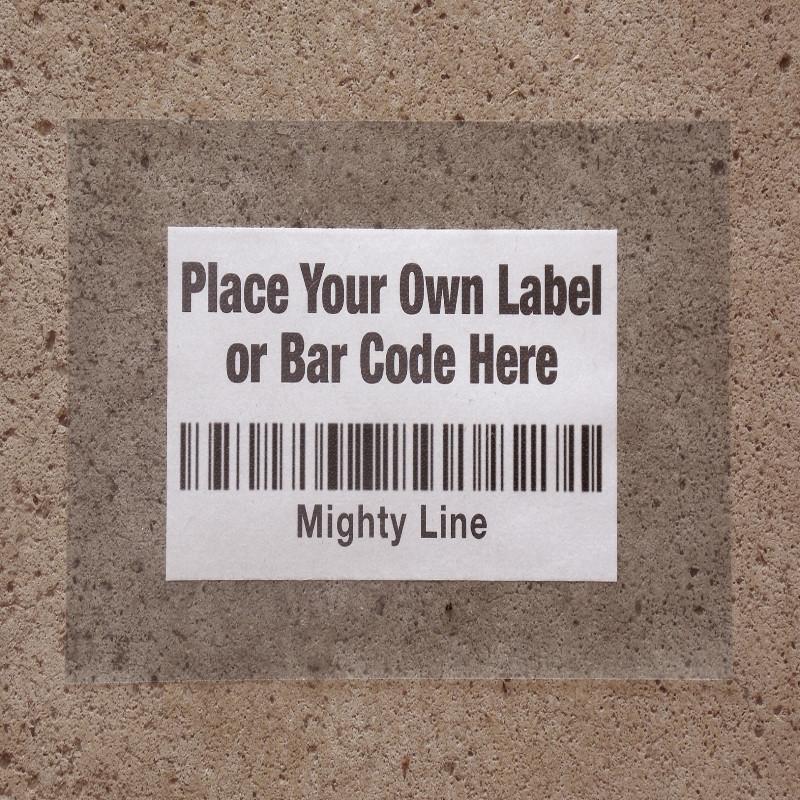 Place Your Own Label
or Bar Code Here
Mighty Line